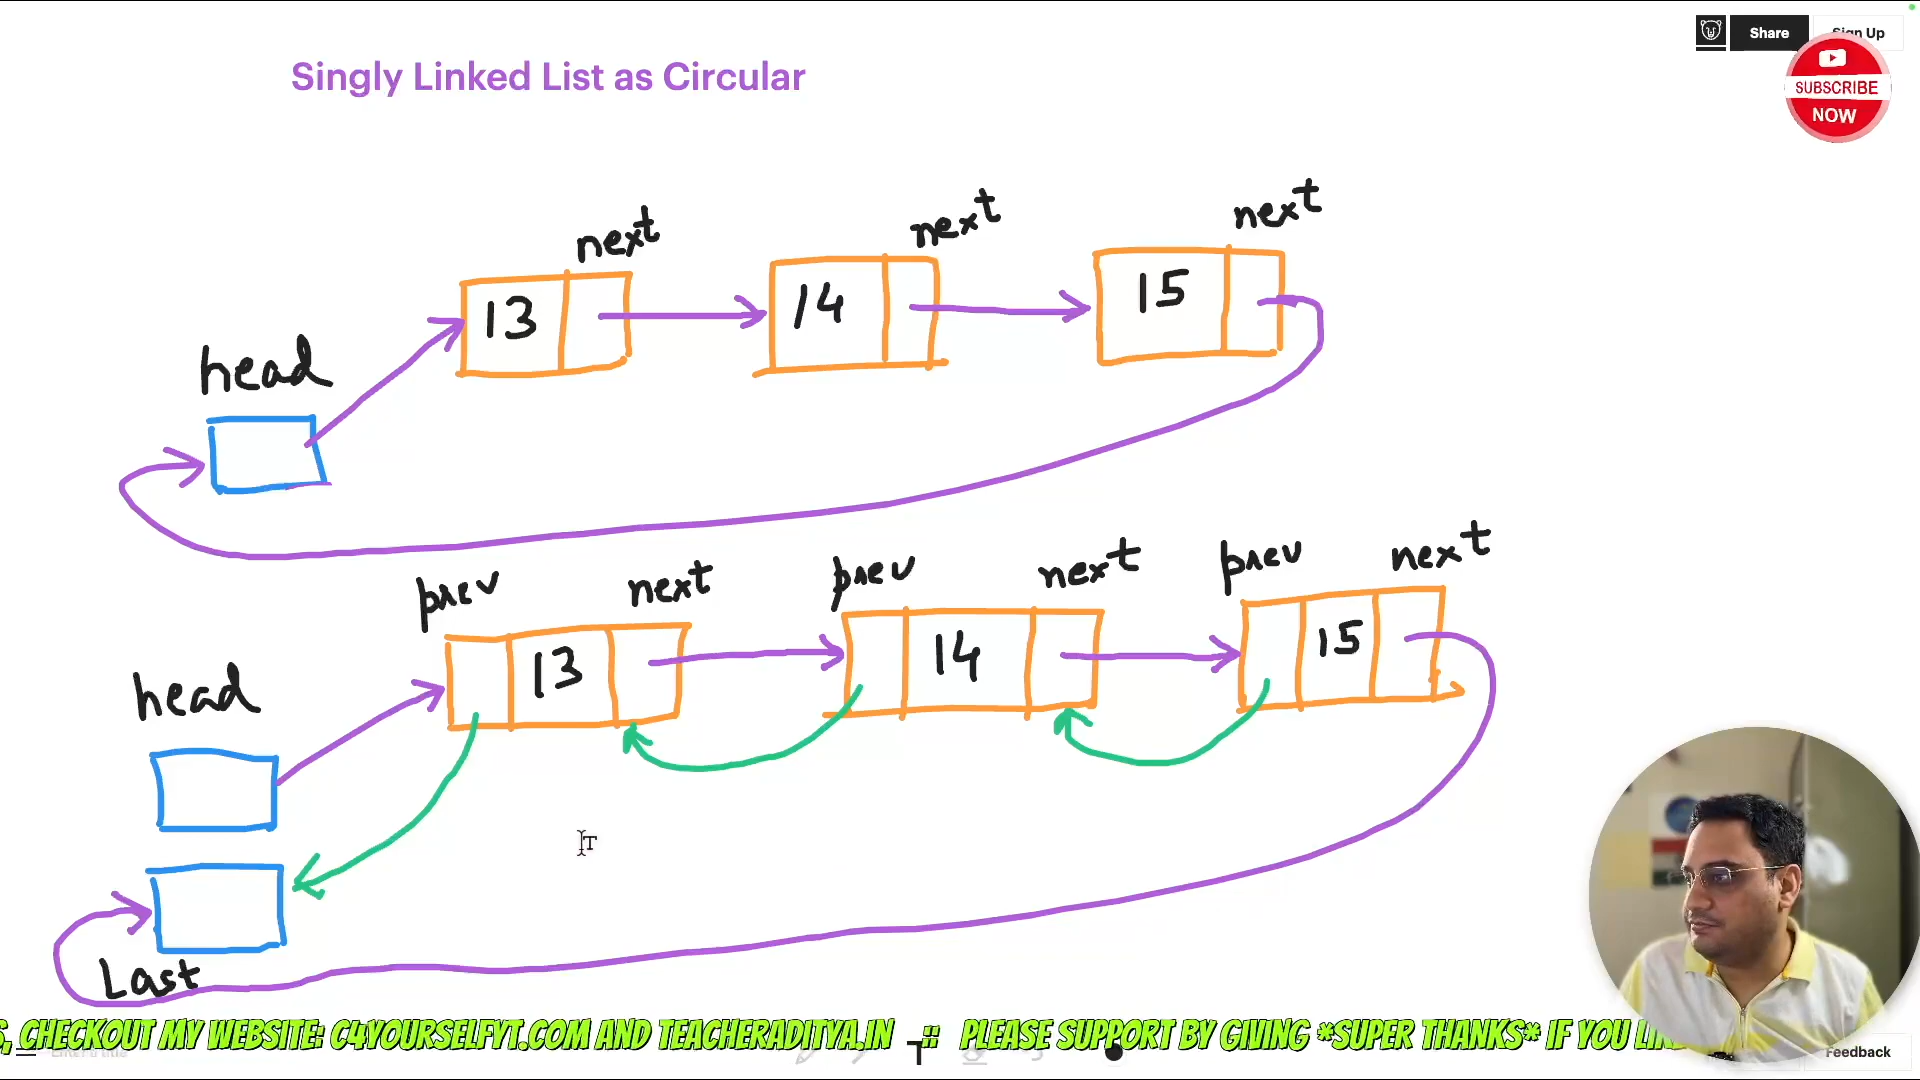 Share
Sign Up
SUBSCRIBE
NOW
Singly Linked List as Circular
next
next
next
13
14
15
head
prev
next
prev
next
prev
next
13
14
15
head
Last
S, CHECKOUT MY WEBSITE: C4YOURSELFYT.COM AND TEACHERADITYA.IN :: PLEASE SUPPORT BY GIVING *SUPER THANKS* IF YOU
Enter a title
T
Feedback